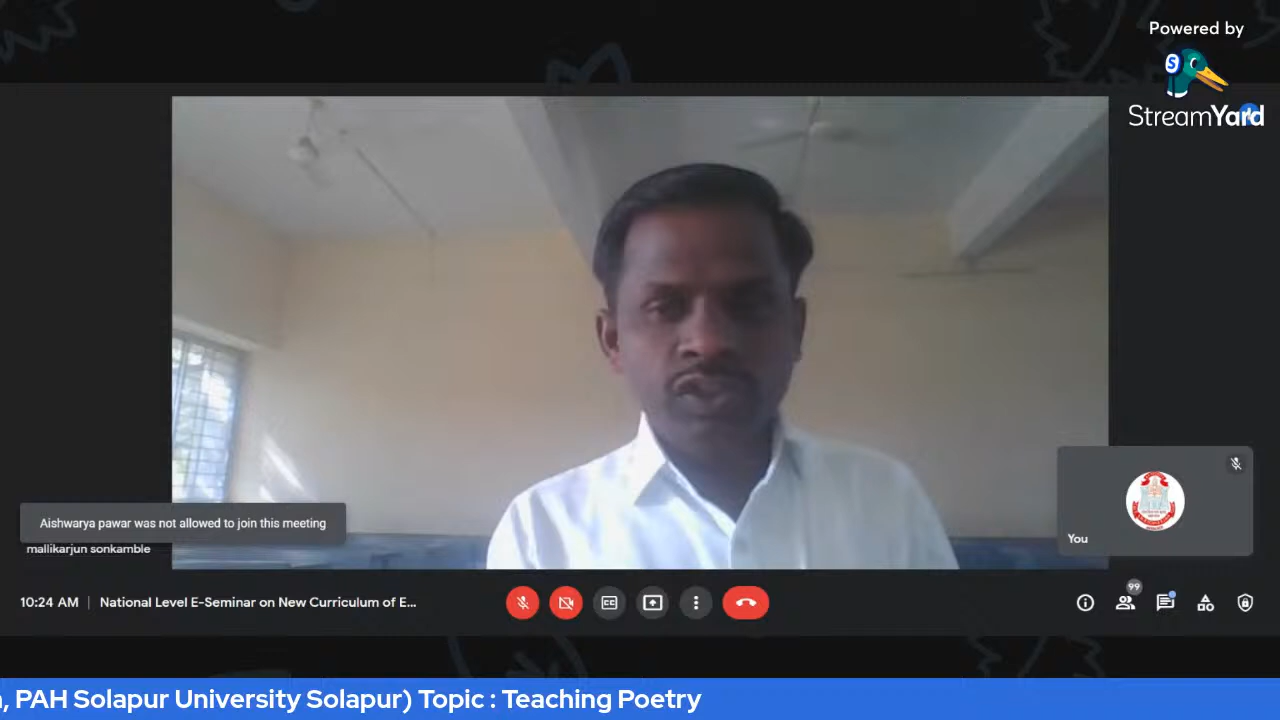 Powered by
StreamYard
Aishwarya pawar was not allowed to join this meeting
mallikarjun sonkamble
You
99
10:24 AM | National Level E-Seminar on New Curriculum of E...
, PAH Solapur University Solapur) Topic : Teaching Poetry